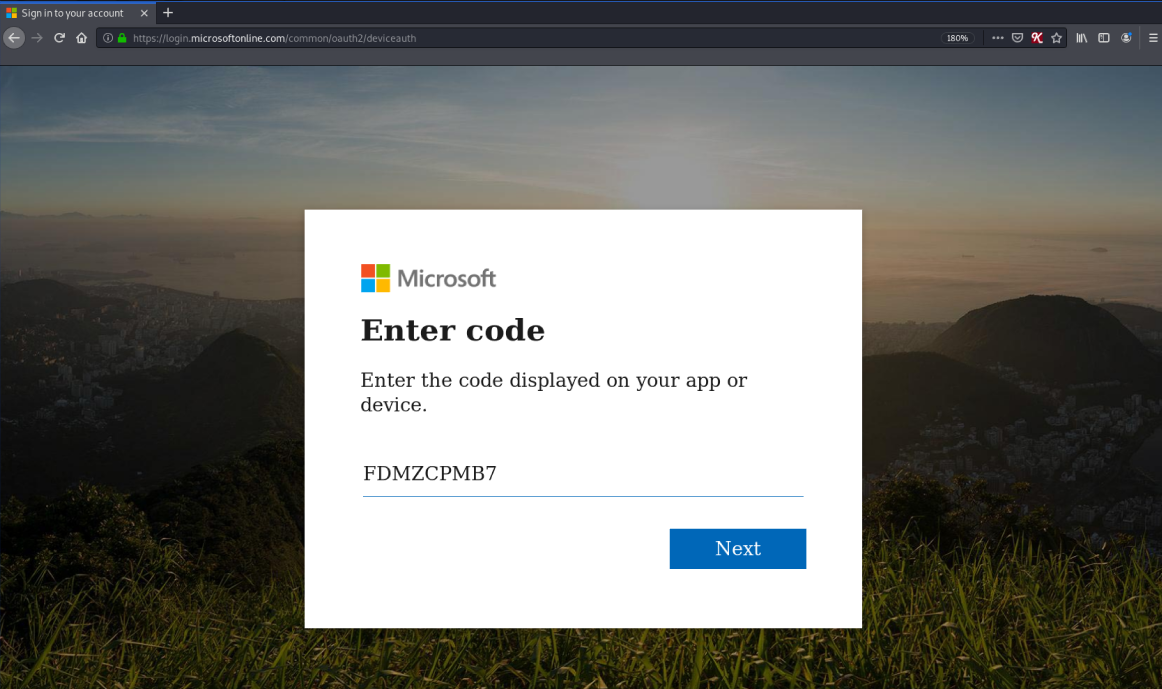 Sign in to your account
https://login.microsoftonline.com/common/oauth2/deviceauth
180%
Microsoft
Enter code
Enter the code displayed on your app or
device.
FDMZCPMB7
Next